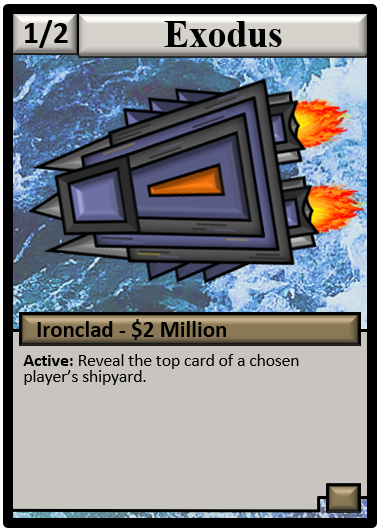 1/2 Exodus
Ironclad - $2 Million
Active: Reveal the top card of a chosen
player's shipyard.